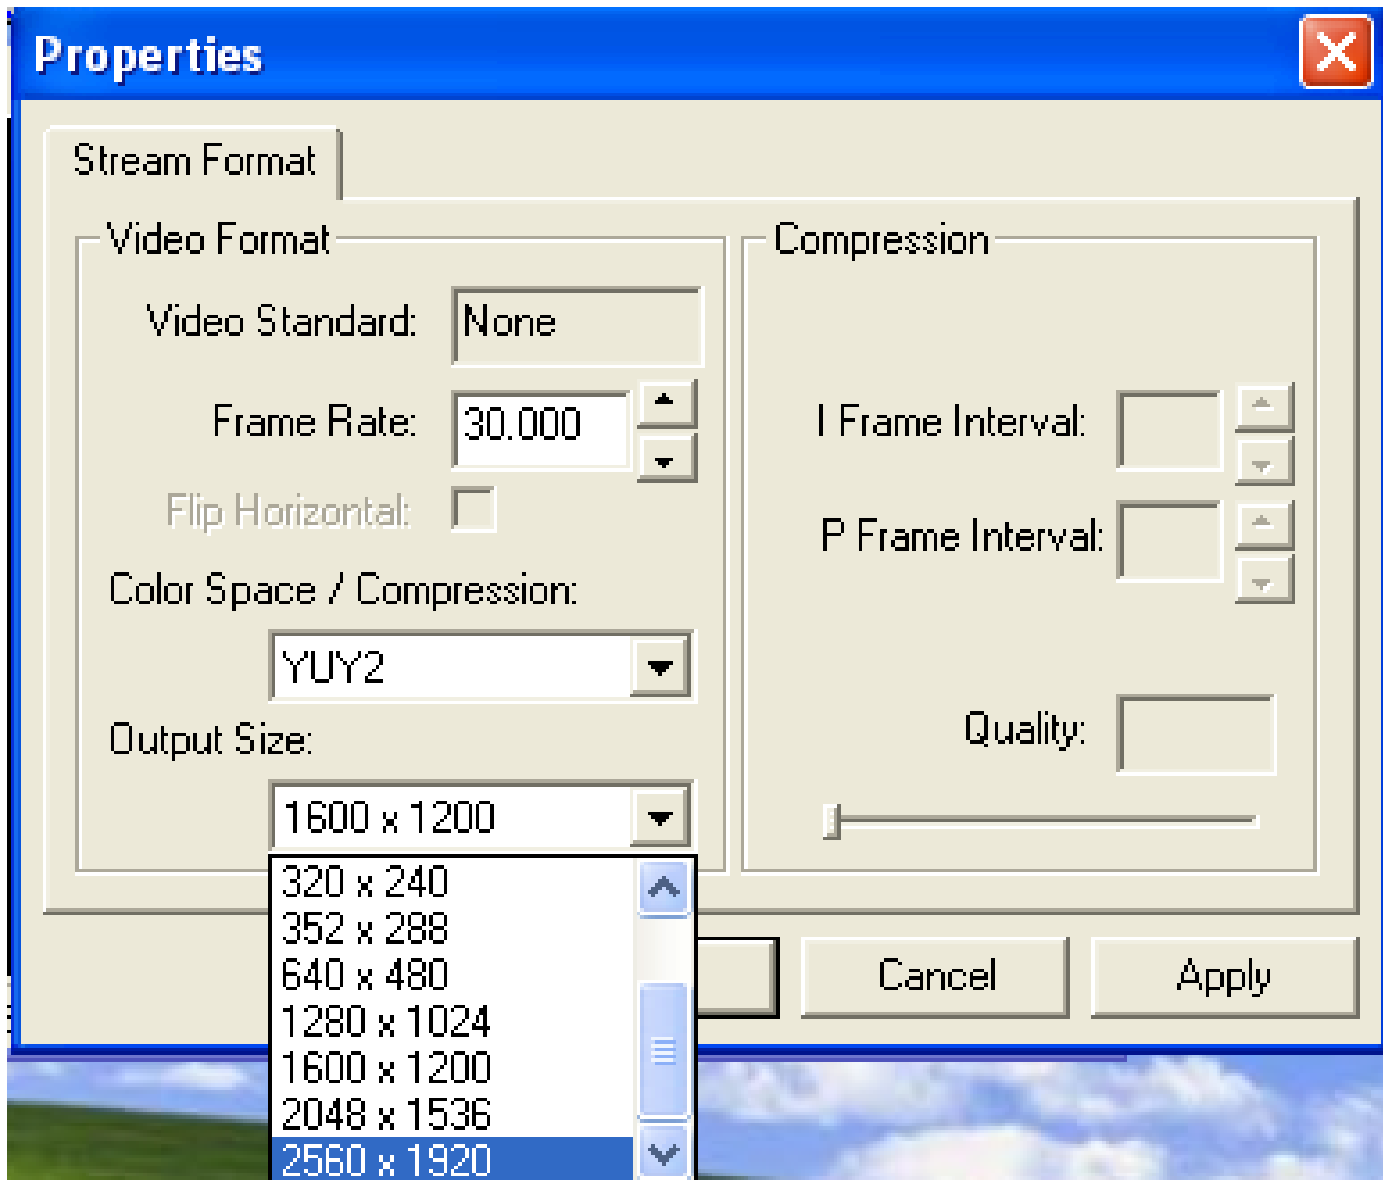 Properties
Stream Format
Video Format
Video Standard: None
Frame Rate: 30.000
Flip Horizontal:
Color Space / Compression:
YUY2
Output Size:
1600 x 1200
320 x 240
352 x 288
640 x 480
1280 x 1024
1600 x 1200
2048 x 1536
2560 x 1920
Compression
I Frame Interval:
P Frame Interval:
Quality:
Cancel Apply